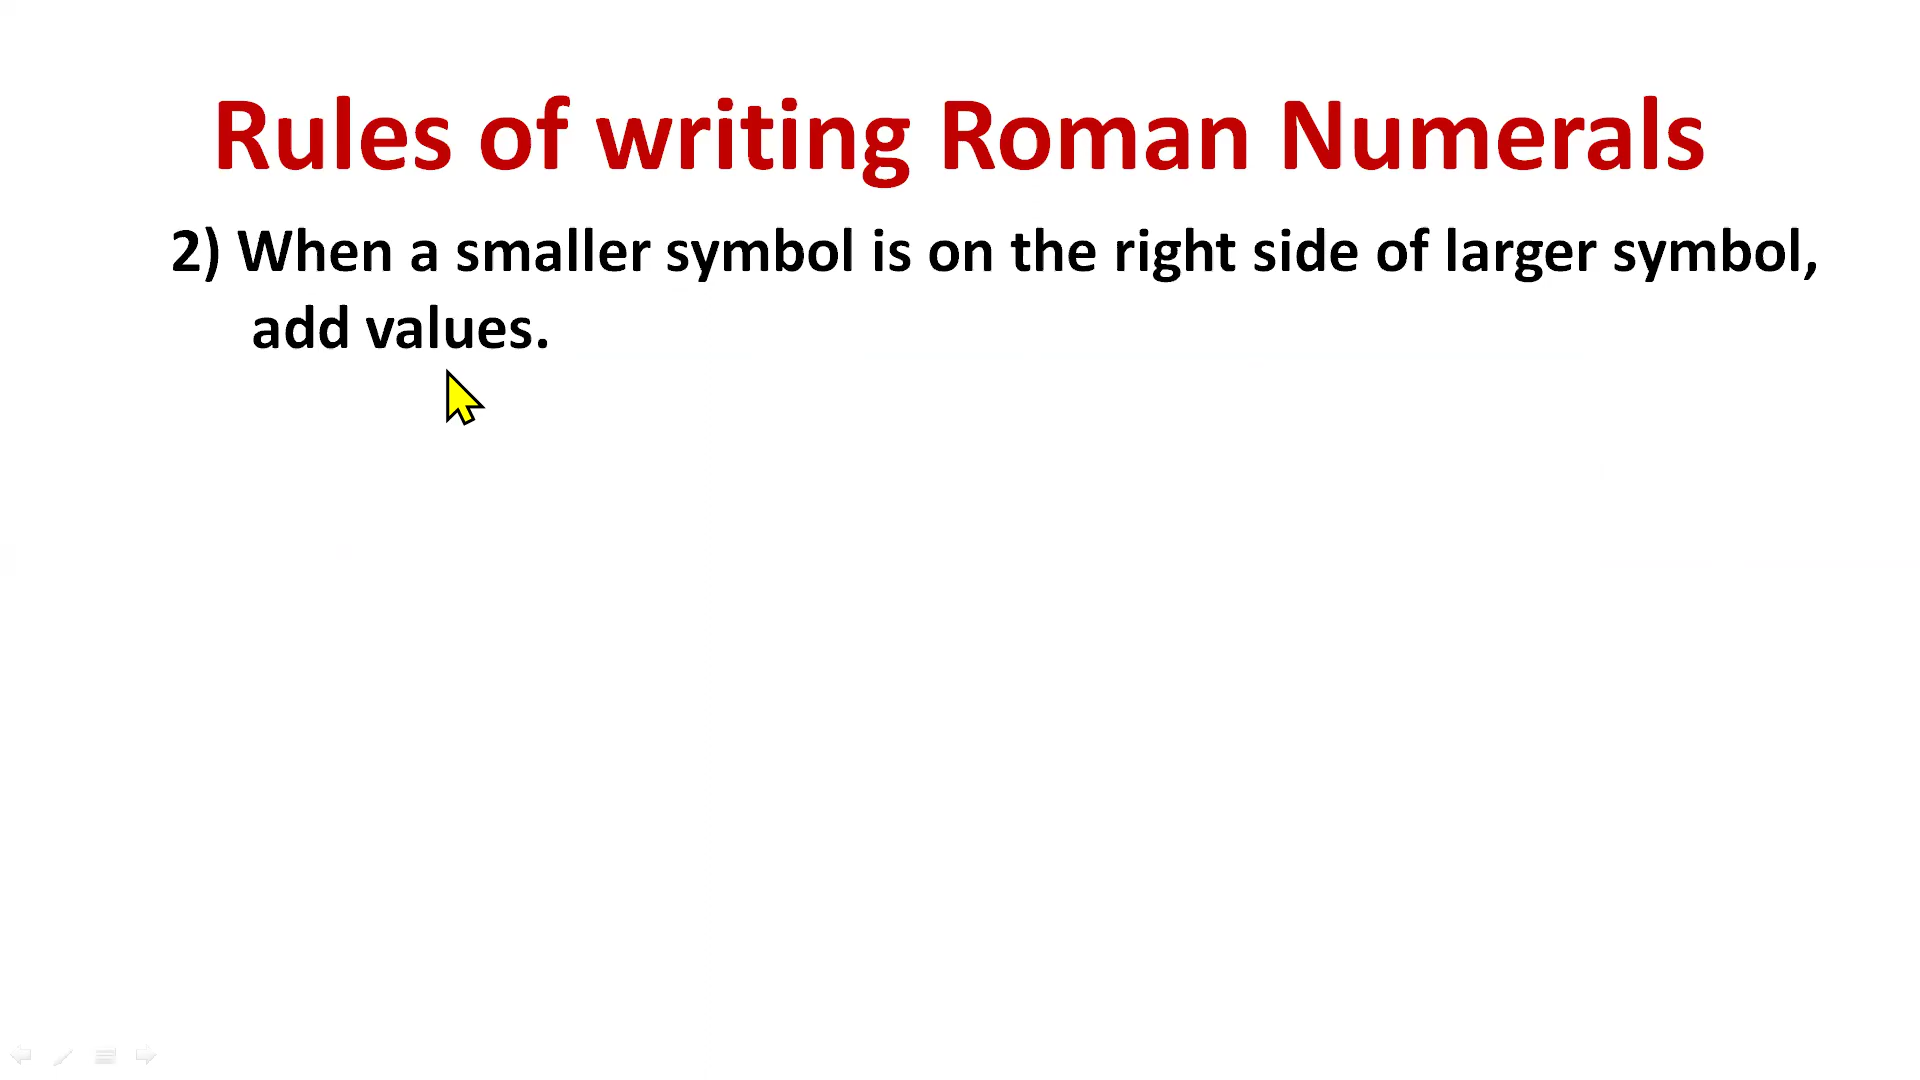 Rules of writing Roman Numerals
2) When a smaller symbol is on the right side of larger symbol,
add values.